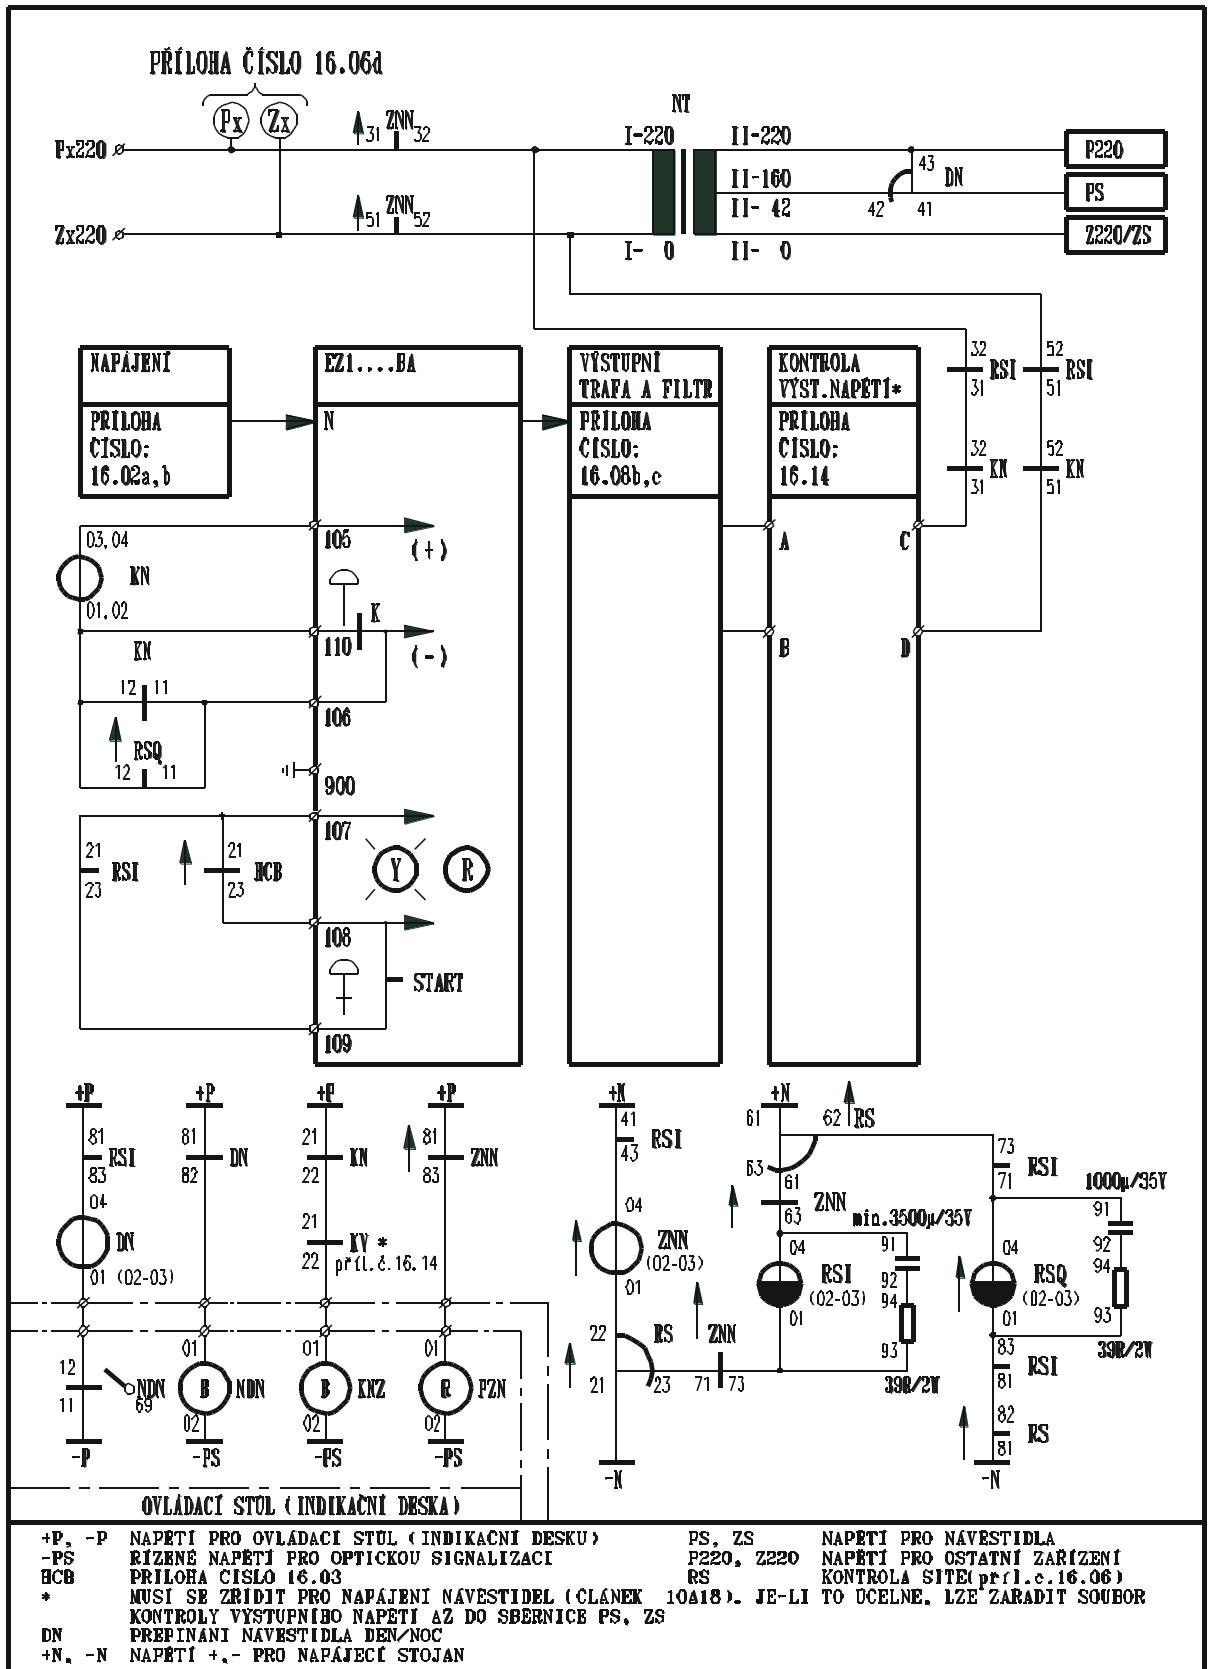 PŘÍLOHA ČÍSLO 16.06d
Px Zx
NT
Px220
31 ZNN 32
I-220
II-220
P220
43
DN
II-160
PS
51 ZNN 52
II- 42
42 41
Zx220
Z220/ZS
I- 0
II- 0
NAPÁJENÍ
PŘÍLOHA
ČÍSLO:
16.02a,b
EZ1....BA
N
VÝSTUPNÍ
TRAFA A FILTR
PŘÍLOHA
ČÍSLO:
16.08b,c
KONTROLA
VÝST.NAPĚTÍ*
PŘÍLOHA
ČÍSLO:
16.14
32
RSI
31
52
RSI
51
32
KN
31
52
KN
51
03,04
KN
01,02
105
(+)
A
C
K
110
(-)
B
D
KN
12 11
106
RSQ
12 11
900
107
21
RSI
23
21
HCB
23
Y
R
108
START
109
+P
81
RSI
83
04
DN
01 (02-03)
12
NDN
11
69
-P
+P
81
DN
82
01
B
NDN
02
-PS
+P
21
KN
22
21
KV *
22
příl.č.16.14
01
B
KNZ
02
-PS
+P
81
ZNN
83
01
R
PZN
02
-PS
+N
41
RSI
43
04
ZNN
(02-03)
01
22
RS
21
23
-N
ZNN
71 73
+N
61
62
RS
63
61
ZNN
63
min.3500µ/35V
04
RSI
(02-03)
01
91
92
94
93
39R/2W
73
RSI
71
1000µ/35V
04
RSQ
(02-03)
01
91
92
94
93
39R/2W
83
RSI
81
82
RS
81
-N
OVLÁDACÍ STŮL (INDIKAČNÍ DESKA)
+P, -P NAPĚTÍ PRO OVLÁDACÍ STŮL (INDIKAČNÍ DESKU)
-PS ŘÍZENÉ NAPĚTÍ PRO OPTICKOU SIGNALIZACI
HCB PŘÍLOHA ČÍSLO 16.03
* MUSÍ SE ZŘÍDIT PRO NAPÁJENÍ NÁVĚSTIDEL (ČLÁNEK 10A18). JE-LI TO ÚČELNÉ, LZE ZAŘADIT SOUBOR
KONTROLY VÝSTUPNÍHO NAPĚTÍ AŽ DO SBĚRNICE PS, ZS
DN PŘEPÍNÁNÍ NÁVĚSTIDLA DEN/NOC
+N, -N NAPĚTÍ +,- PRO NAPÁJECÍ STOJAN
PS, ZS NAPĚTÍ PRO NÁVĚSTIDLA
P220, Z220 NAPĚTÍ PRO OSTATNÍ ZAŘÍZENÍ
RS KONTROLA SÍTĚ(příl.č.16.06)